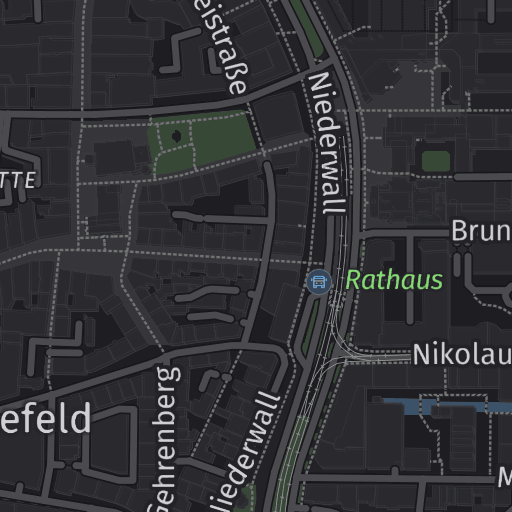 eistraße
Niederwall
TTE
Brun
Rathaus
Nikolau
efeld
Gehrenberg
Niederwall
M